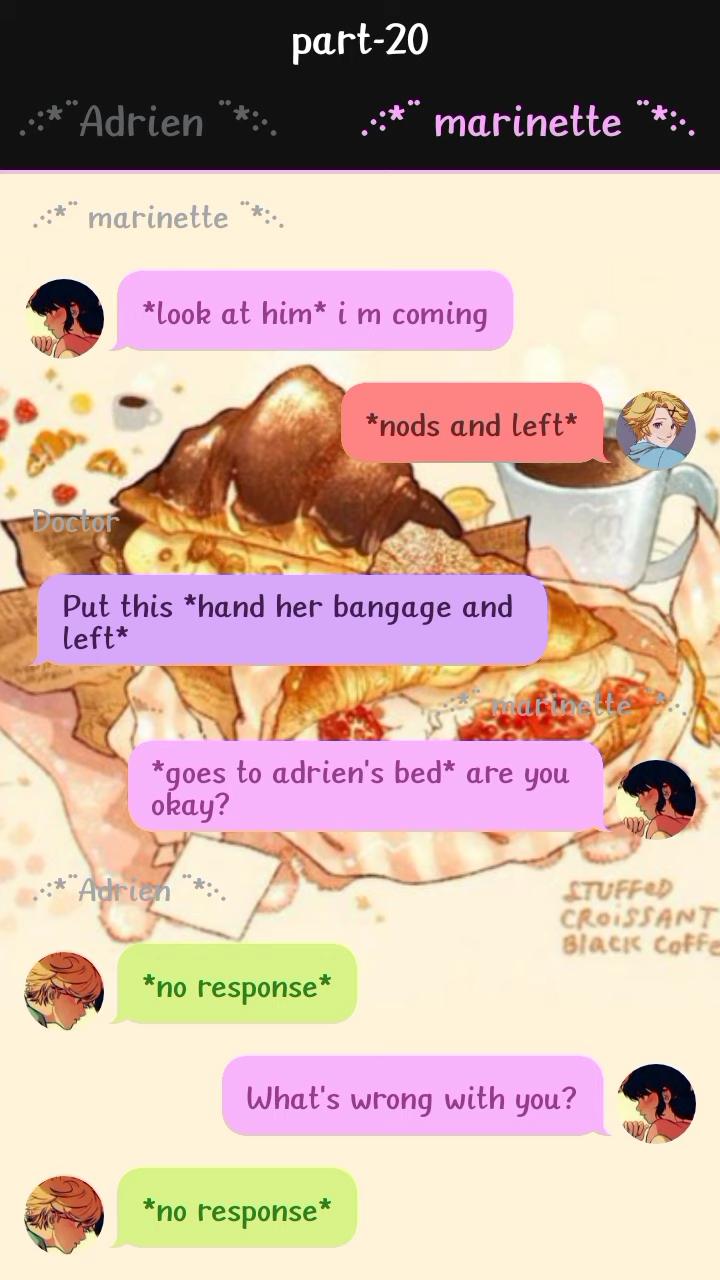 part-20
.·:*¨Adrien ¨*:·.
.·:*¨ marinette ¨*:·.
.·:*¨ marinette ¨*:·.
*look at him* i m coming
*nods and left*
Doctor
Put this *hand her bangage and
left*
.·:*¨ marinette ¨*:·.
*goes to adrien's bed* are you
okay?
.·:*¨Adrien ¨*:·.
STUFFED
CROISSANT
BLACK COFFE
*no response*
What's wrong with you?
*no response*